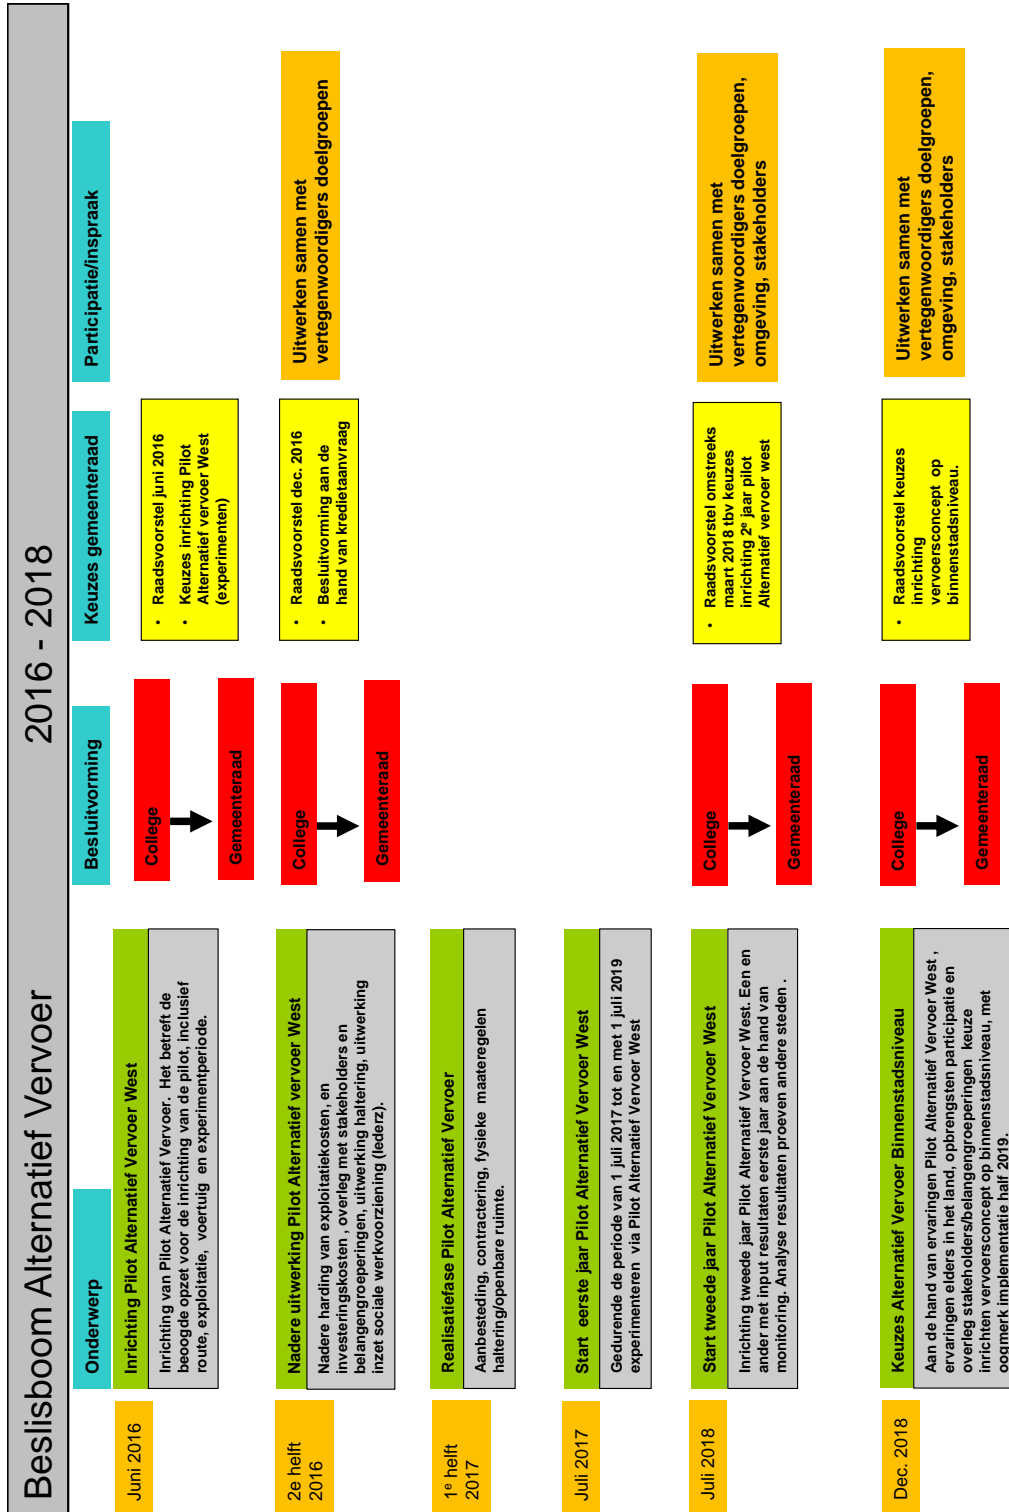 Beslisboom Alternatief Vervoer 2016 - 2018
Onderwerp
Besluitvorming
Keuzes gemeenteraad
Participatie/inspraak
Juni 2016
Inrichting Pilot Alternatief Vervoer West
Inrichting van Pilot Alternatief Vervoer. Het betreft de
beoogde opzet voor de inrichting van de pilot, inclusief
route, exploitatie, voertuig en experimentperiode.
College
Gemeenteraad
• Raadsvoorstel juni 2016
• Keuzes inrichting Pilot
Alternatief vervoer West
(experimenten)
2e helft
2016
Nadere uitwerking Pilot Alternatief vervoer West
Nadere harding van exploitatiekosten, en
investeringskosten , overleg met stakeholders en
belangengroeperingen, uitwerking haltering, uitwerking
inzet sociale werkvoorziening (Iederz).
College
Gemeenteraad
• Raadsvoorstel dec. 2016
• Besluitvorming aan de
hand van kredietaanvraag
Uitwerken samen met
vertegenwoordigers doelgroepen
1e helft
2017
Realisatiefase Pilot Alternatief Vervoer
Aanbesteding, contractering, fysieke maateregelen
haltering/openbare ruimte.
Juli 2017
Start eerste jaar Pilot Alternatief Vervoer West
Gedurende de periode van 1 juli 2017 tot en met 1 juli 2019
experimenteren via Pilot Alternatief Vervoer West
Juli 2018
Start tweede jaar Pilot Alternatief Vervoer West
Inrichting tweede jaar Pilot Alternatief Vervoer West. Een en
ander met input resultaten eerste jaar aan de hand van
monitoring. Analyse resultaten proeven andere steden .
College
Gemeenteraad
• Raadsvoorstel omstreeks
maart 2018 tbv keuzes
inrichting 2e jaar pilot
Alternatief vervoer west
Uitwerken samen met
vertegenwoordigers doelgroepen,
omgeving, stakeholders
Dec. 2018
Keuzes Alternatief Vervoer Binnenstadsniveau
Aan de hand van ervaringen Pilot Alternatief Vervoer West ,
ervaringen elders in het land, opbrengsten participatie en
overleg stakeholders/belangengroeperingen keuze
inrichten vervoersconcept op binnenstadsniveau, met
oogmerk implementatie half 2019.
College
Gemeenteraad
• Raadsvoorstel keuzes
inrichting
vervoersconcept op
binnenstadsniveau.
Uitwerken samen met
vertegenwoordigers doelgroepen,
omgeving, stakeholders